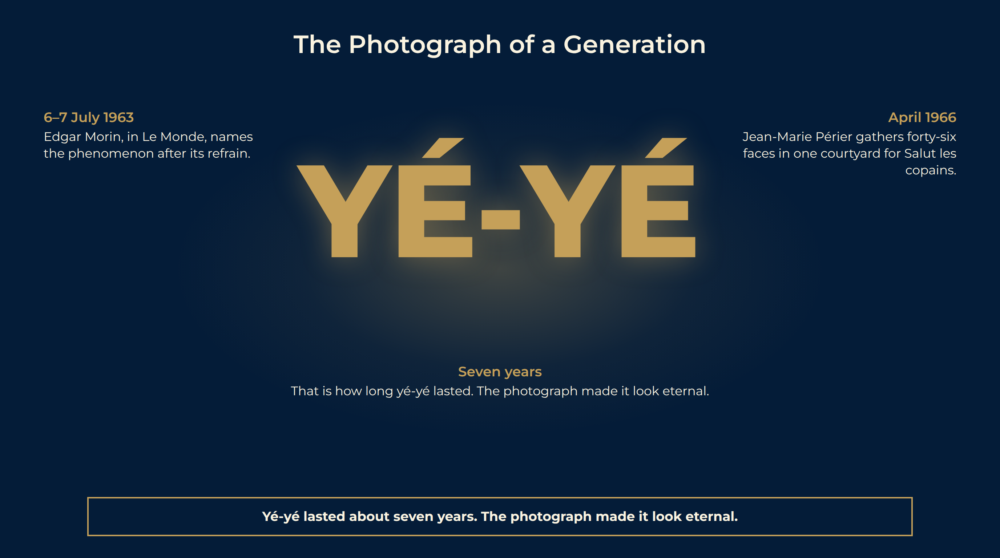 The Photograph of a Generation
6–7 July 1963
Edgar Morin, in Le Monde, names
the phenomenon after its refrain.
YÉ-YÉ
April 1966
Jean-Marie Périer gathers forty-six
faces in one courtyard for Salut les
copains.
Seven years
That is how long yé-yé lasted. The photograph made it look eternal.
Yé-yé lasted about seven years. The photograph made it look eternal.